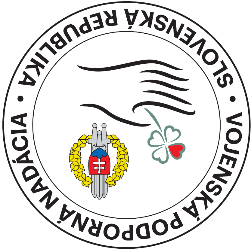 SLOVENSKÁ REPUBLIKA •
VOJENSKÁ PODPORNÁ NADÁCIA •